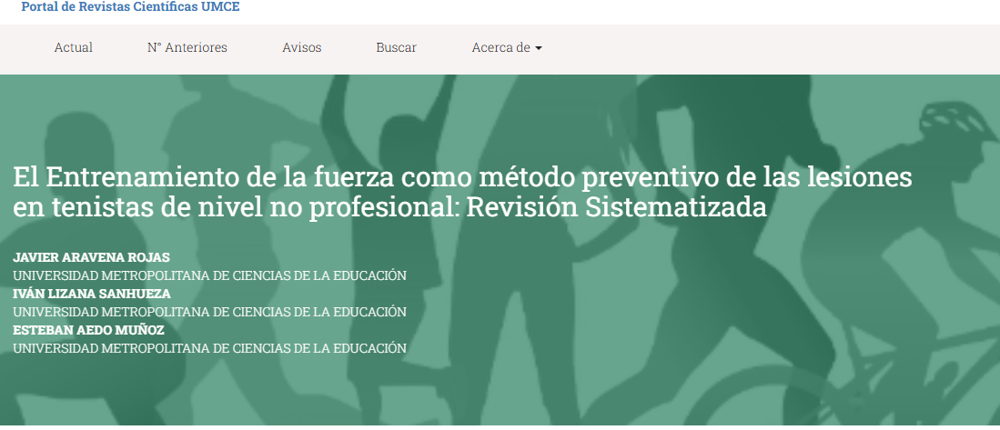 Portal de Revistas Científicas UMCE
Actual N° Anteriores Avisos Buscar Acerca de
El Entrenamiento de la fuerza como método preventivo de las lesiones
en tenistas de nivel no profesional: Revisión Sistematizada
JAVIER ARAVENA ROJAS
UNIVERSIDAD METROPOLITANA DE CIENCIAS DE LA EDUCACIÓN
IVÁN LIZANA SANHUEZA
UNIVERSIDAD METROPOLITANA DE CIENCIAS DE LA EDUCACIÓN
ESTEBAN AEDO MUÑOZ
UNIVERSIDAD METROPOLITANA DE CIENCIAS DE LA EDUCACIÓN